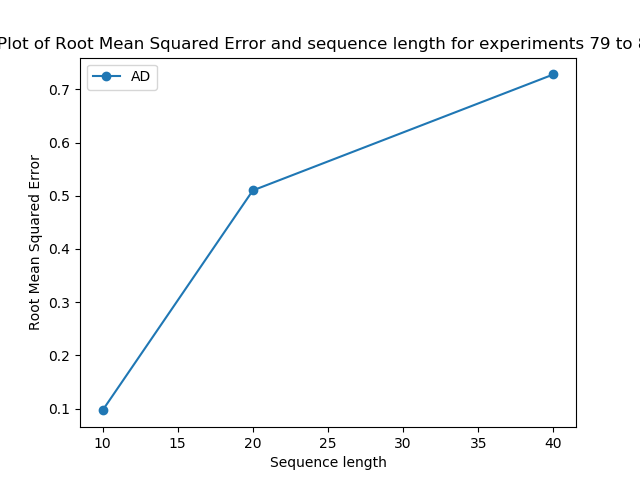 Plot of Root Mean Squared Error and sequence length for experiments 79 to
AD
0.7
0.6
0.5
0.4
0.3
0.2
0.1
Root Mean Squared Error
10 15 20 25 30 35 40
Sequence length